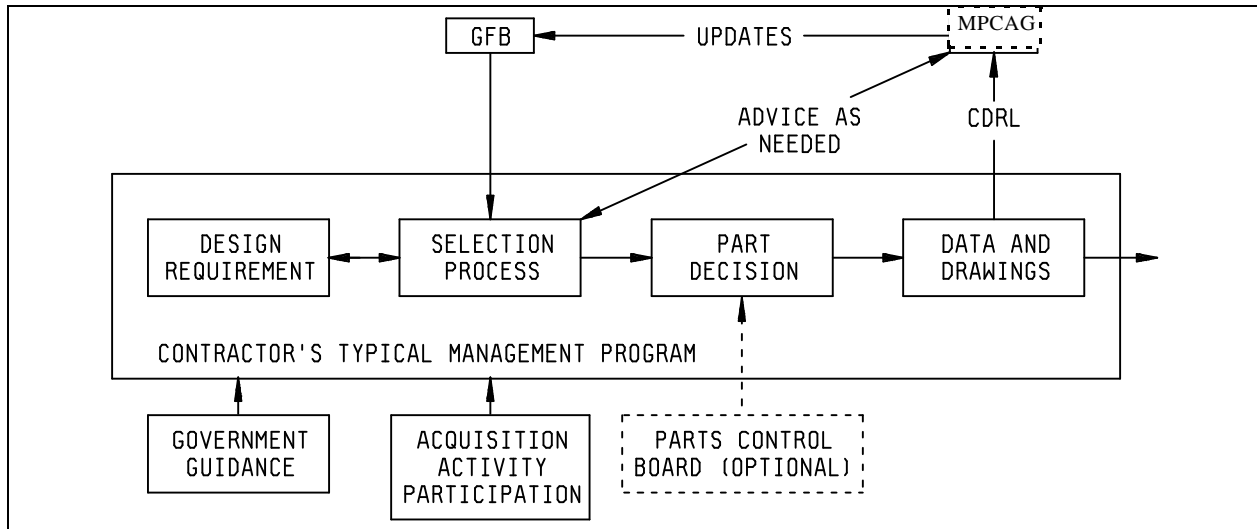 GFB
UPDATES
MPCAG
ADVICE AS
NEEDED
CDRL
DESIGN
REQUIREMENT
SELECTION
PROCESS
PART
DECISION
DATA AND
DRAWINGS
CONTRACTOR'S TYPICAL MANAGEMENT PROGRAM
GOVERNMENT
GUIDANCE
ACQUISITION
ACTIVITY
PARTICIPATION
PARTS CONTROL
BOARD (OPTIONAL)